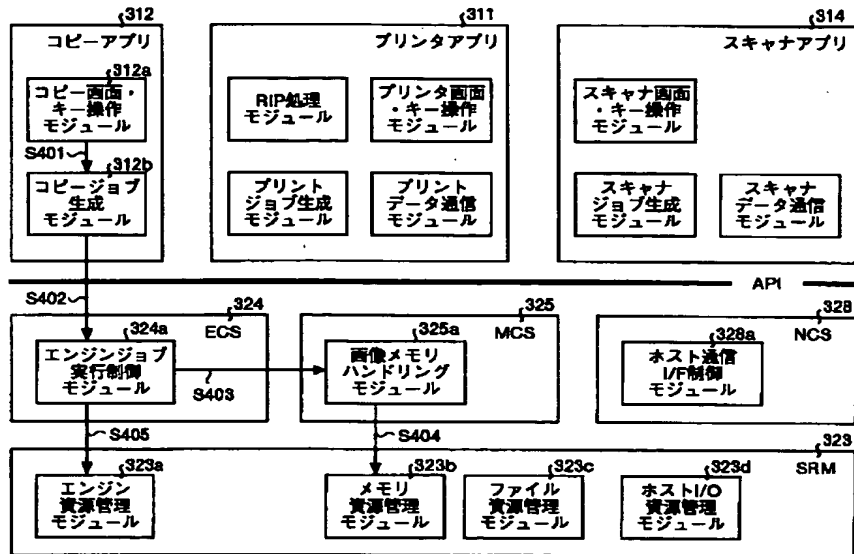 312
コピーアプリ
312a
コピー画面・
キー操作
モジュール
S401
312b
コピージョブ
生成
モジュール
311
プリンタアプリ
RIP処理
モジュール
プリンタ画面
・キー操作
モジュール
プリント
ジョブ生成
モジュール
プリント
データ通信
モジュール
314
スキャナアプリ
スキャナ画面
・キー操作
モジュール
スキャナ
ジョブ生成
モジュール
スキャナ
データ通信
モジュール
API
S402
324
ECS
324a
エンジンジョブ
実行制御
モジュール
S403
325
MCS
325a
画像メモリ
ハンドリング
モジュール
328
NCS
328a
ホスト通信
I/F制御
モジュール
S405
S404
323
SRM
323a
エンジン
資源管理
モジュール
323b
メモリ
資源管理
モジュール
323c
ファイル
資源管理
モジュール
323d
ホストI/O
資源管理
モジュール